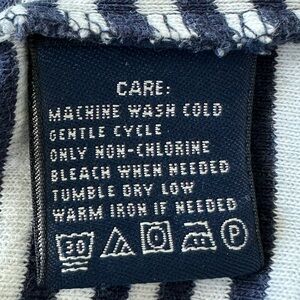 CARE:
MACHINE WASH COLD
GENTLE CYCLE
ONLY NON-CHLORINE
BLEACH WHEN NEEDED
TUMBLE DRY LOW
WARM IRON IF NEEDED
30 P